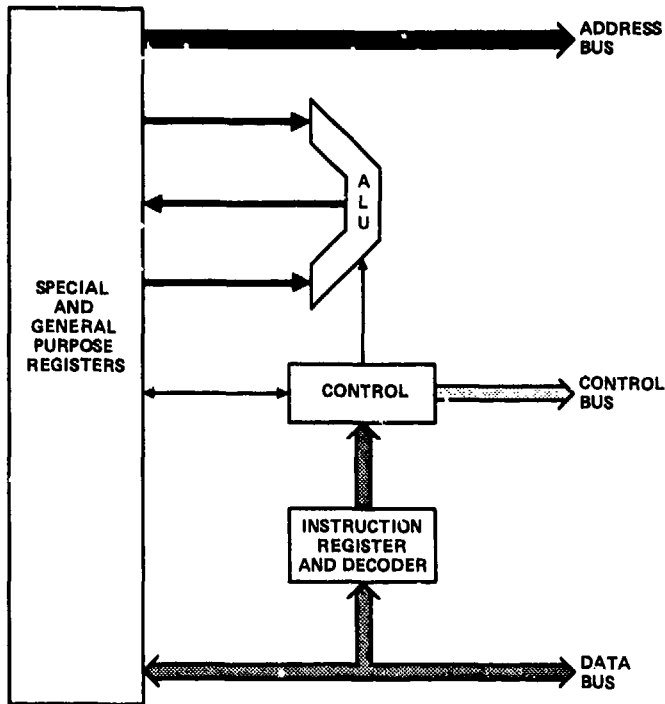 ADDRESS
BUS
A
L
U
SPECIAL
AND
GENERAL
PURPOSE
REGISTERS
CONTROL
CONTROL
BUS
INSTRUCTION
REGISTER
AND DECODER
DATA
BUS